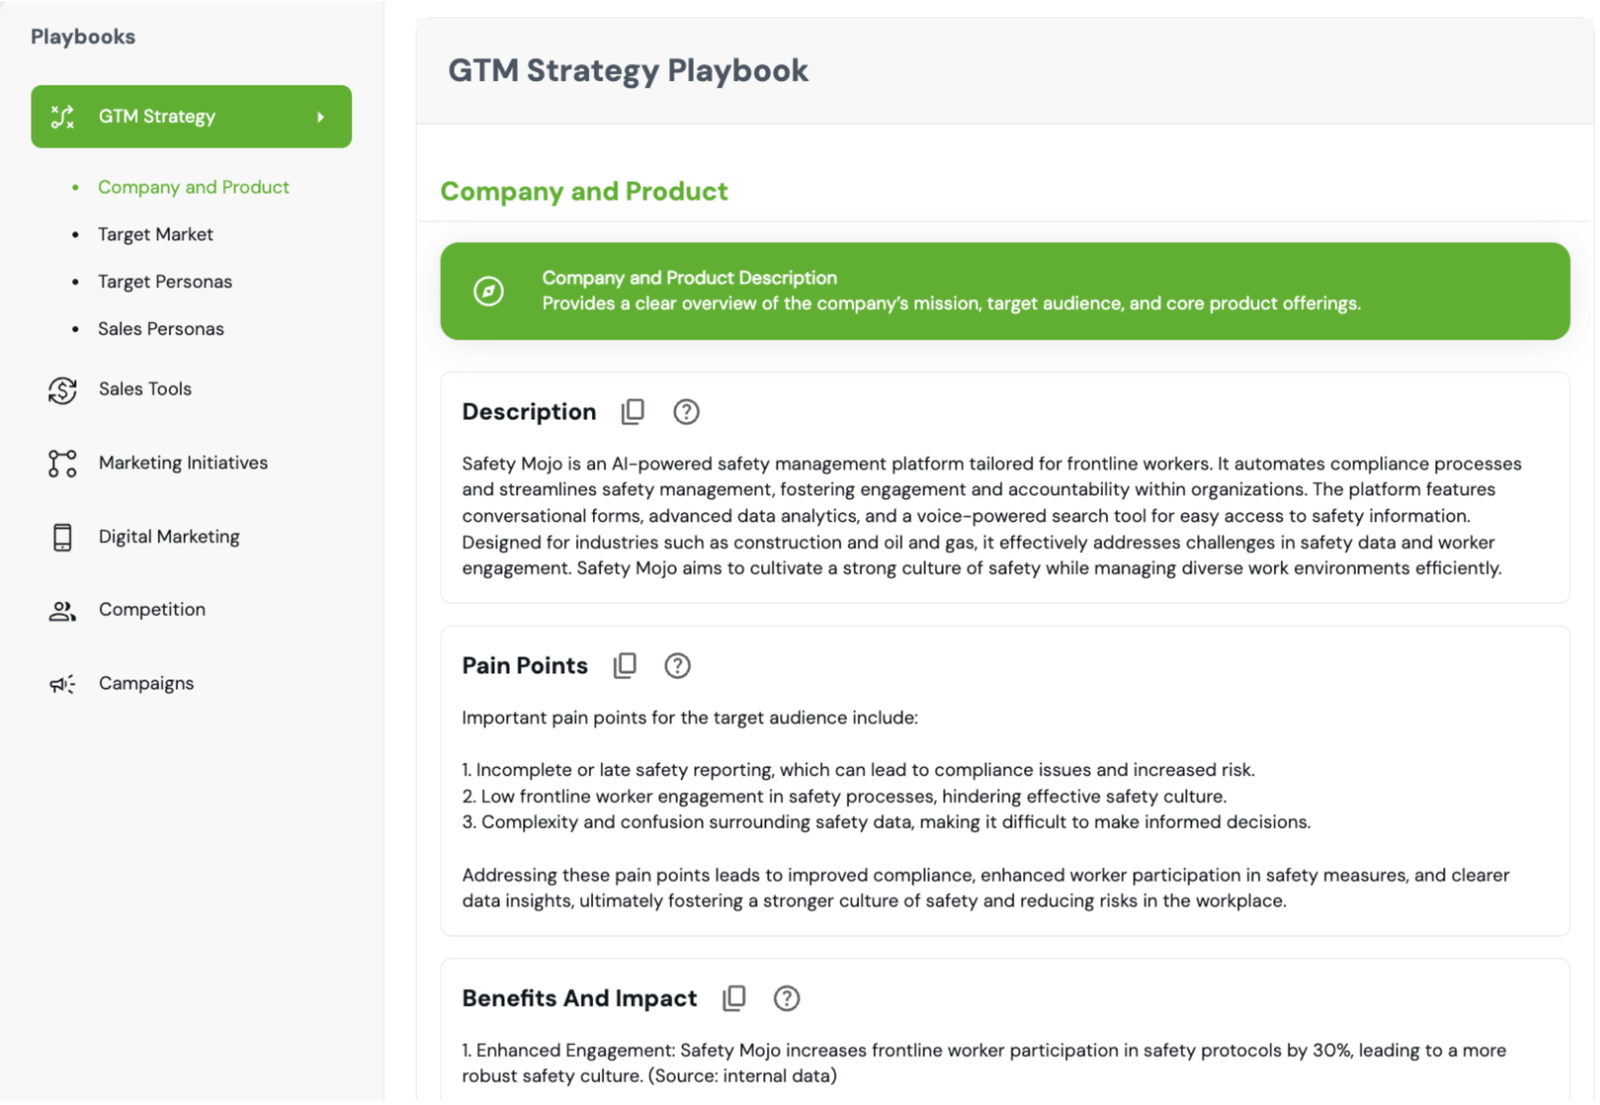 Playbooks
GTM Strategy
Company and Product
Target Market
Target Personas
Sales Personas
Sales Tools
Marketing Initiatives
Digital Marketing
Competition
Campaigns
GTM Strategy Playbook
Company and Product
Company and Product Description
Provides a clear overview of the company's mission, target audience, and core product offerings.
Description
Safety Mojo is an AI-powered safety management platform tailored for frontline workers. It automates compliance processes
and streamlines safety management, fostering engagement and accountability within organizations. The platform features
conversational forms, advanced data analytics, and a voice-powered search tool for easy access to safety information.
Designed for industries such as construction and oil and gas, it effectively addresses challenges in safety data and worker
engagement. Safety Mojo aims to cultivate a strong culture of safety while managing diverse work environments efficiently.
Pain Points
Important pain points for the target audience include:
1. Incomplete or late safety reporting, which can lead to compliance issues and increased risk.
2. Low frontline worker engagement in safety processes, hindering effective safety culture.
3. Complexity and confusion surrounding safety data, making it difficult to make informed decisions.
Addressing these pain points leads to improved compliance, enhanced worker participation in safety measures, and clearer
data insights, ultimately fostering a stronger culture of safety and reducing risks in the workplace.
Benefits And Impact
1. Enhanced Engagement: Safety Mojo increases frontline worker participation in safety protocols by 30%, leading to a more
robust safety culture. (Source: internal data)